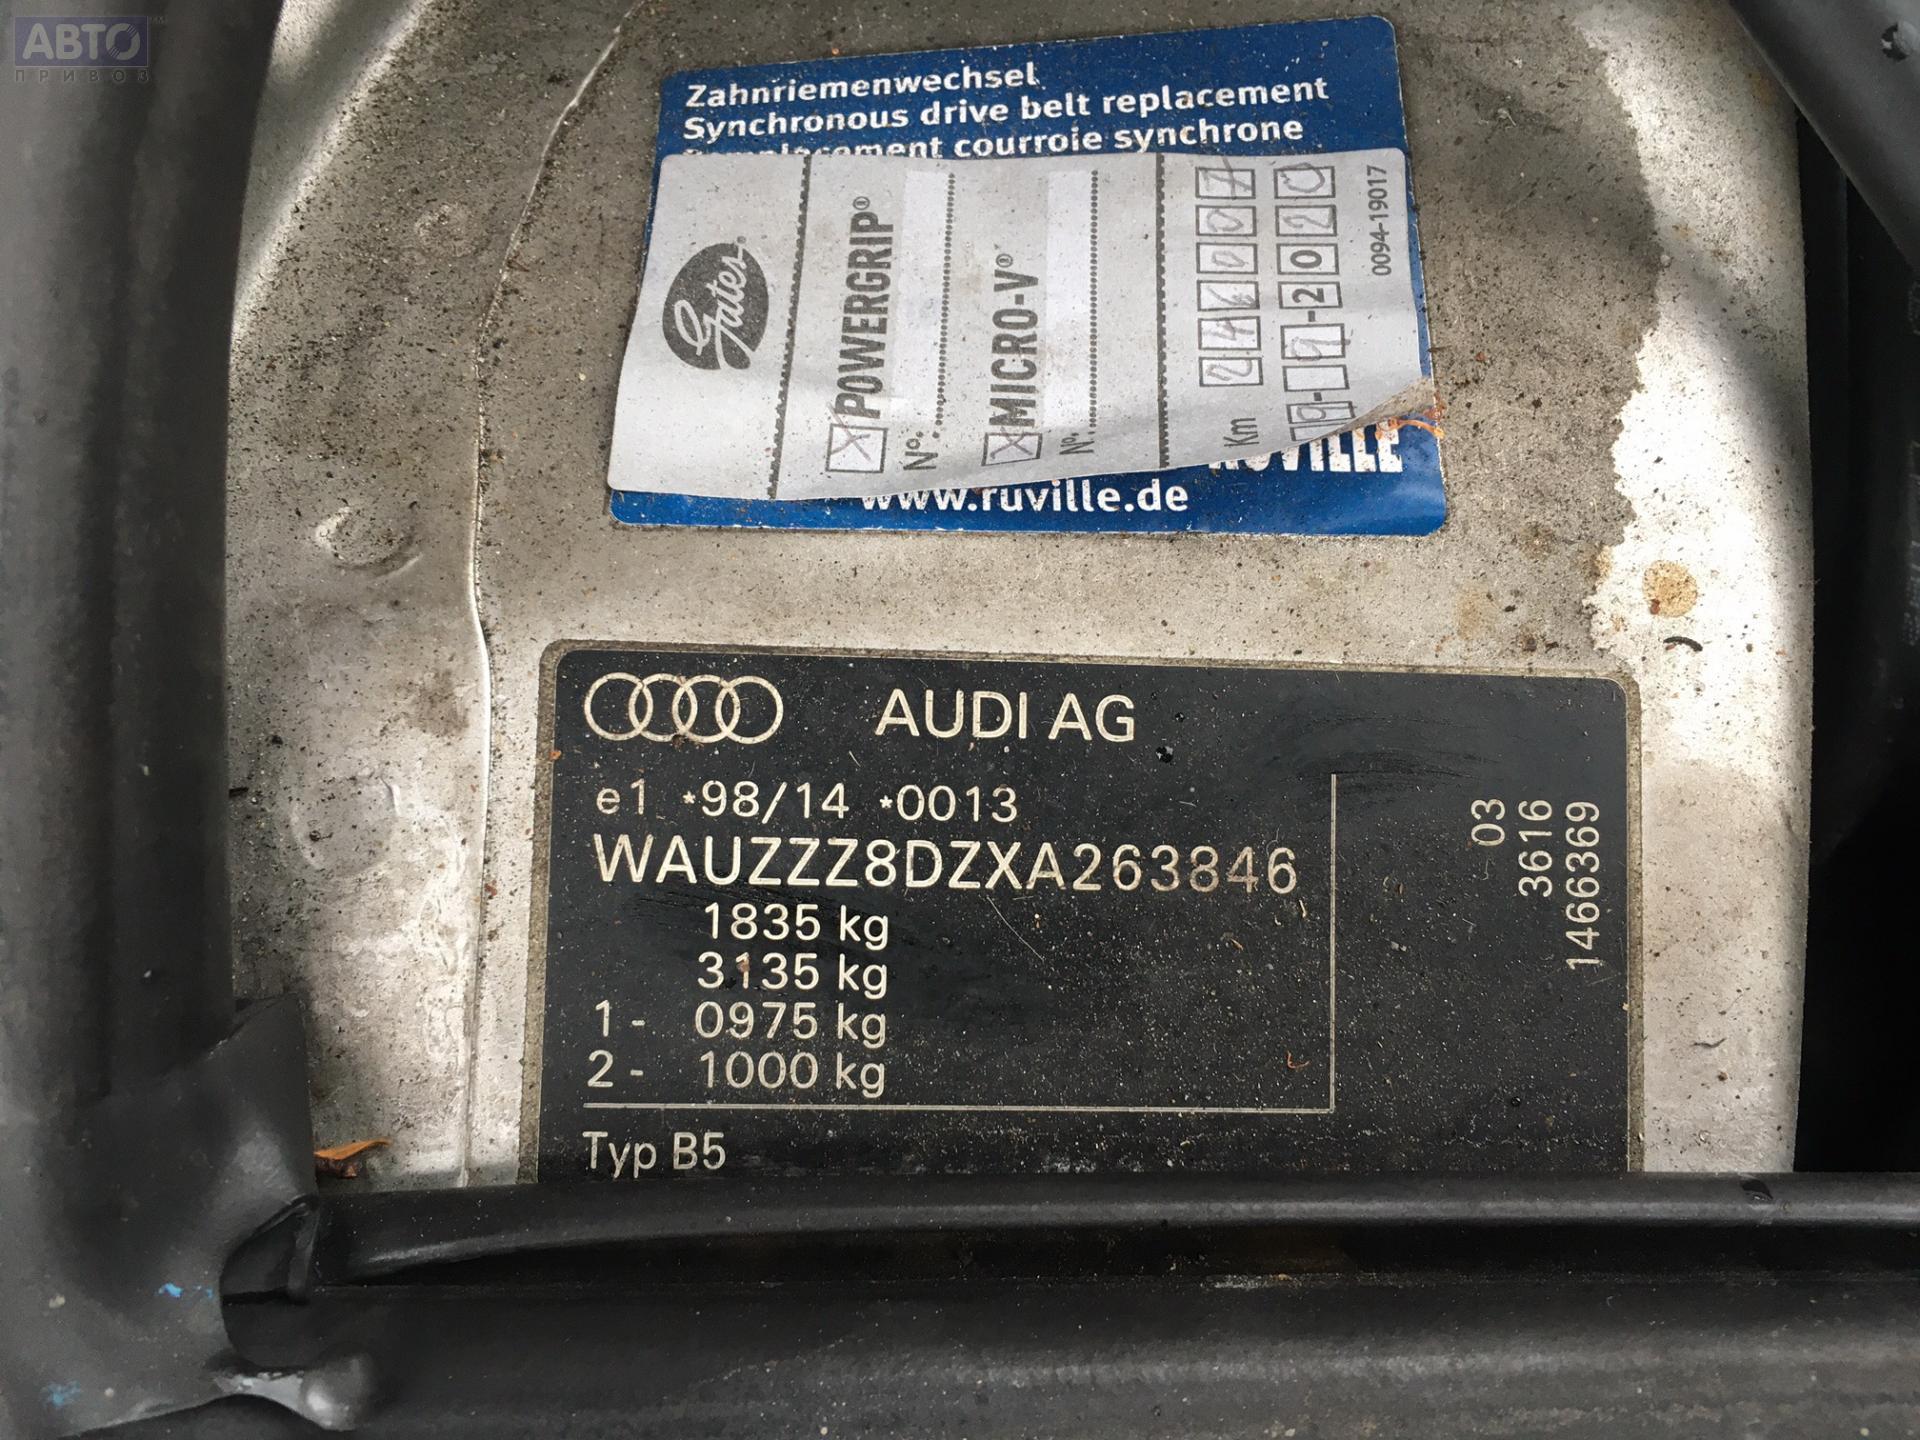 АВТО
ПРИВОЗ
Zahnriemenwechsel
Synchronous drive belt replacement
courroie synchrone
Gates
X POWERGRIP®
N°:
X MICRO-V®
N°:
Km
0094-19017
www.ruville.de
AUDI AG
e1 *98/14 *0013
WAUZZZ8DZXA263846
1835 kg
3135 kg
1- 0975 kg
2- 1000 kg
Typ B5
03
3616
1466369